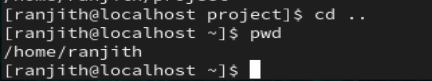 [ranjith@localhost project]$ cd ..
[ranjith@localhost ~]$ pwd
/home/ranjith
[ranjith@localhost ~]$